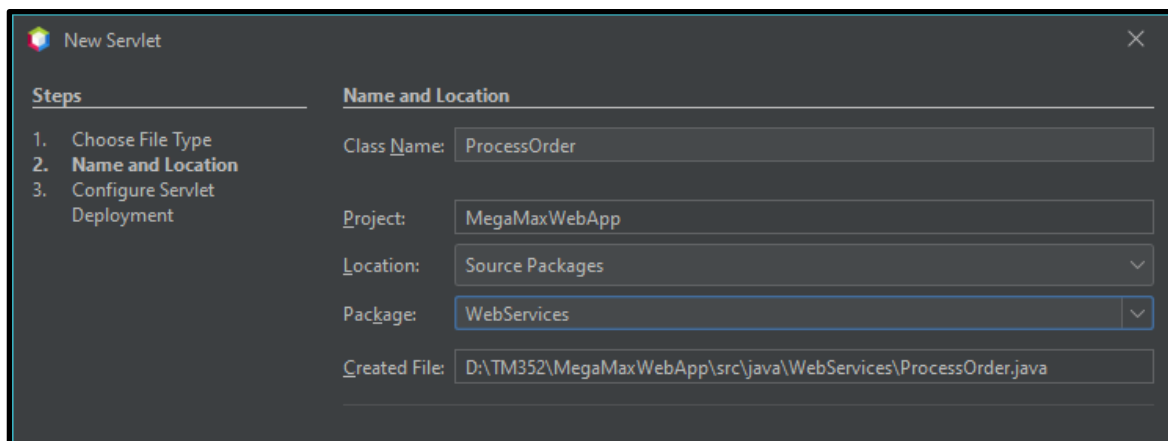 New Servlet
Steps
1. Choose File Type
2. Name and Location
3. Configure Servlet
Deployment
Name and Location
Class Name: ProcessOrder
Project: MegaMaxWebApp
Location: Source Packages
Package: WebServices
Created File: D:\TM352\MegaMaxWebApp\src\java\WebServices\ProcessOrder.java